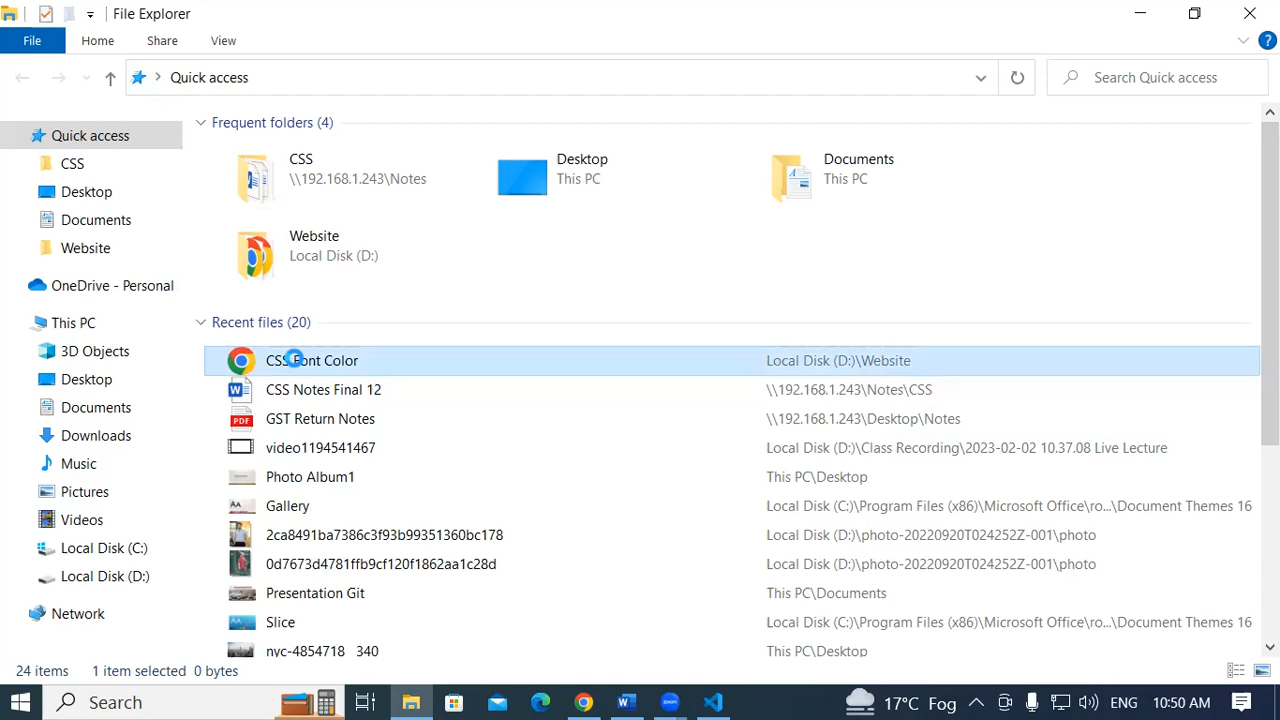 File Explorer
File Home Share View
Quick access
Search Quick access
Quick access
CSS
Desktop
Documents
Website
OneDrive - Personal
This PC
3D Objects
Desktop
Documents
Downloads
Music
Pictures
Videos
Local Disk (C:)
Local Disk (D:)
Network
Frequent folders (4)
CSS
\\192.168.1.243\Notes
Desktop
This PC
Documents
This PC
Website
Local Disk (D:)
Recent files (20)
CSS Font Color Local Disk (D:)\Website
CSS Notes Final 12 \\192.168.1.243\Notes\CSS
GST Return Notes \\192.168.1.243\Desktop\Notes
video1194541467 Local Disk (D:)\Class Recording\2023-02-02 10.37.08 Live Lecture
Photo Album1 This PC\Desktop
Gallery Local Disk (C:)\Program Files (x86)\Microsoft Office\ro...\Document Themes 16
2ca8491ba7386c3f93b99351360bc178 Local Disk (D:)\photo-20220920T024252Z-001\photo
0d7673d4781ffb9cf120f1862aa1c28d Local Disk (D:)\photo-20220920T024252Z-001\photo
Presentation Git This PC\Documents
Slice Local Disk (C:)\Program Files (x86)\Microsoft Office\ro...\Document Themes 16
nyc-4854718_340 This PC\Desktop
24 items 1 item selected 0 bytes
Search
17°C Fog
ENG
10:50 AM